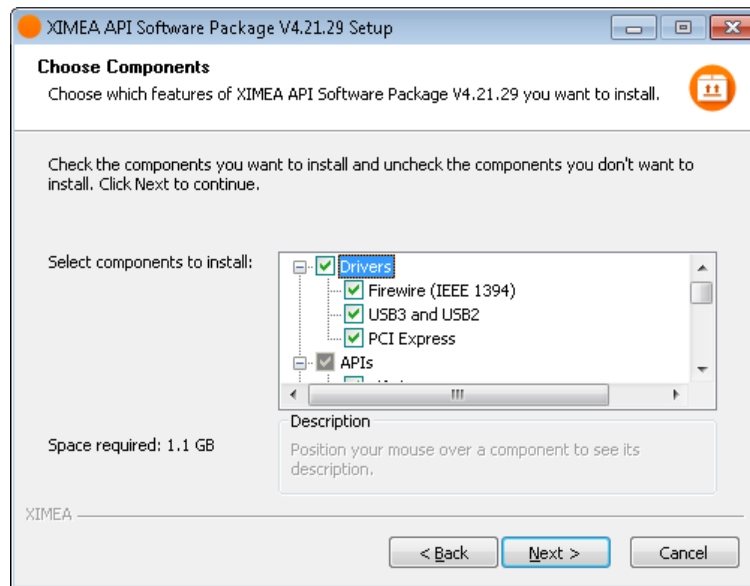 XIMEA API Software Package V4.21.29 Setup
Choose Components
Choose which features of XIMEA API Software Package V4.21.29 you want to install.
Check the components you want to install and uncheck the components you don't want to
install. Click Next to continue.
Select components to install:
Drivers
Firewire (IEEE 1394)
USB3 and USB2
PCI Express
APIs
Space required: 1.1 GB
Description
Position your mouse over a component to see its
description.
XIMEA
< Back
Next >
Cancel